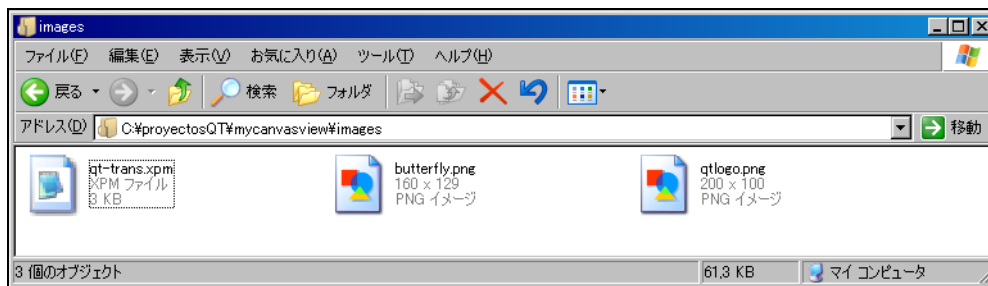 images
ファイル(F) 編集(E) 表示(V) お気に入り(A) ツール(T) ヘルプ(H)
戻る 検索 フォルダ
アドレス(D) C:¥proyectosQT¥mycanvasview¥images 移動
qt-trans.xpm
XPM ファイル
3 KB
butterfly.png
160 x 129
PNG イメージ
qtlogo.png
200 x 100
PNG イメージ
3 個のオブジェクト 61,3 KB マイ コンピュータ